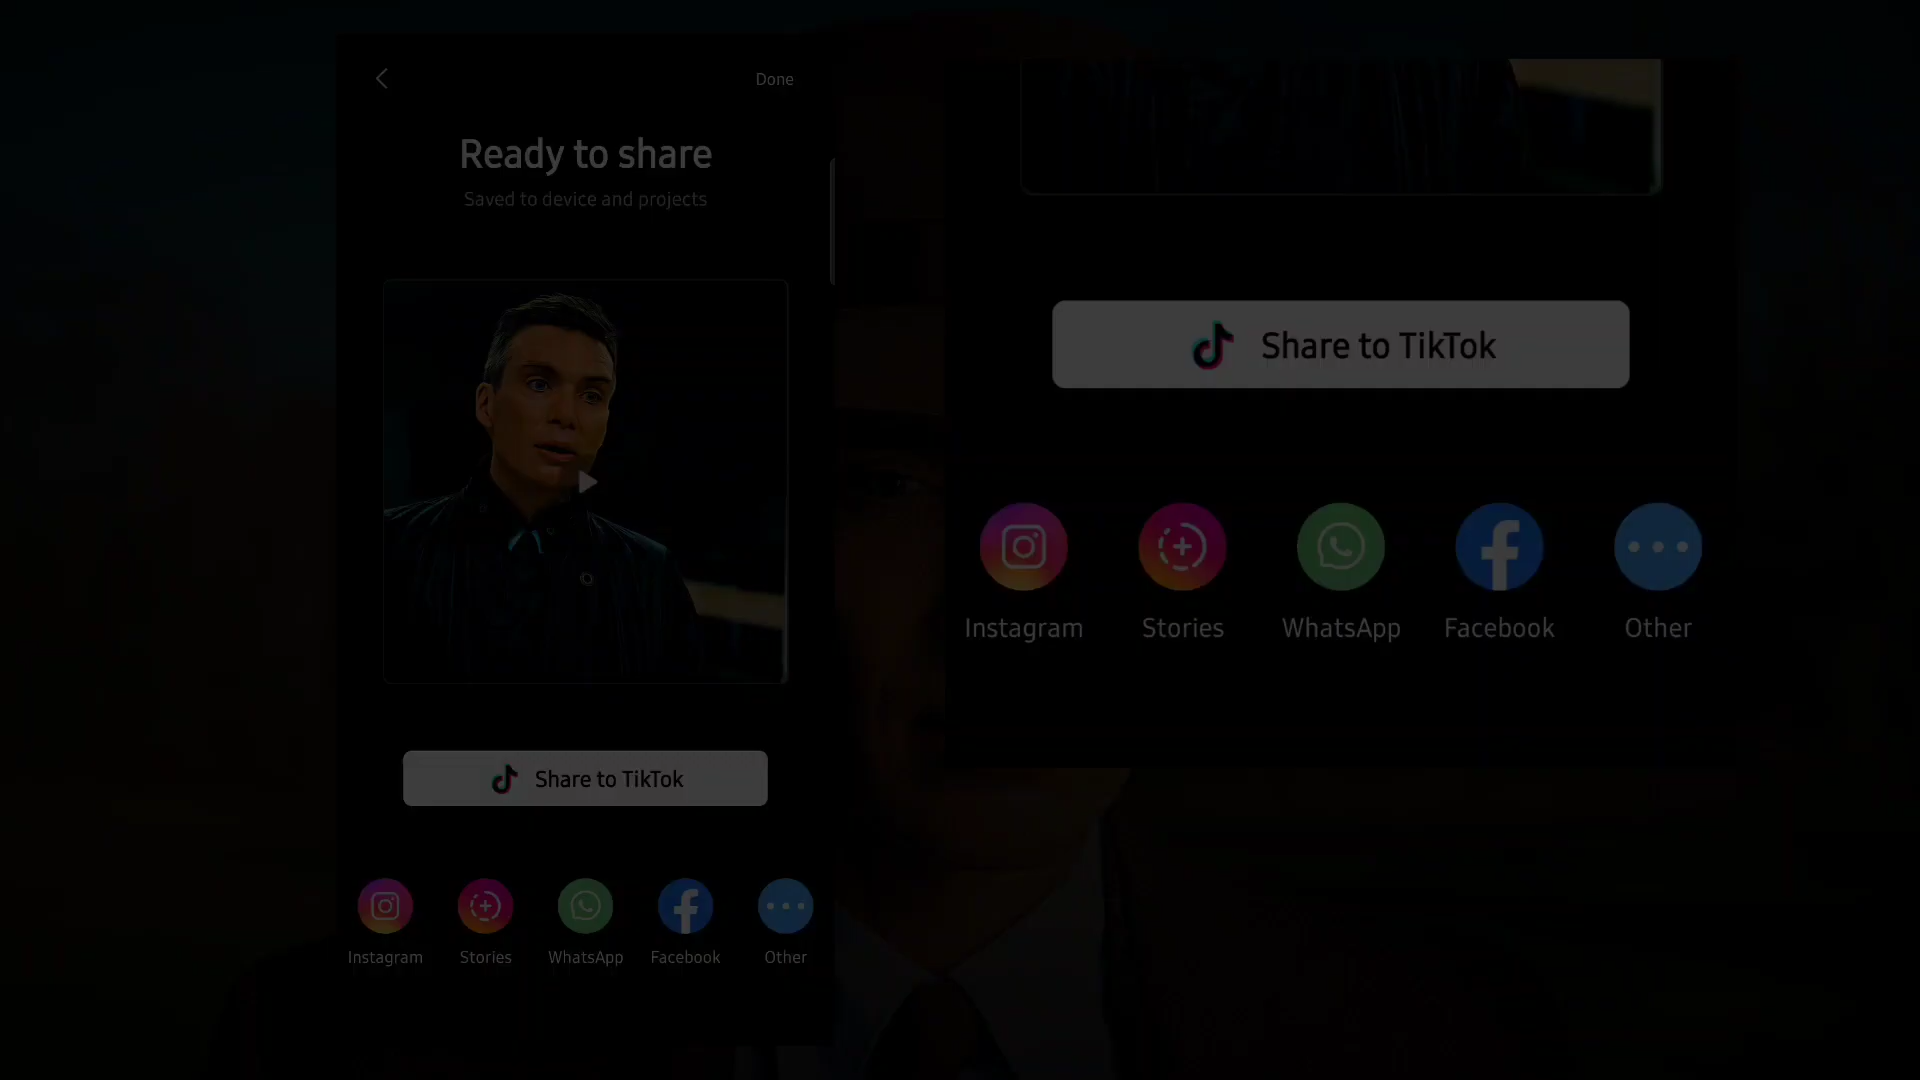 Done
Ready to share
Saved to device and projects
Share to TikTok
Instagram Stories WhatsApp Facebook Other
Share to TikTok
Instagram Stories WhatsApp Facebook Other